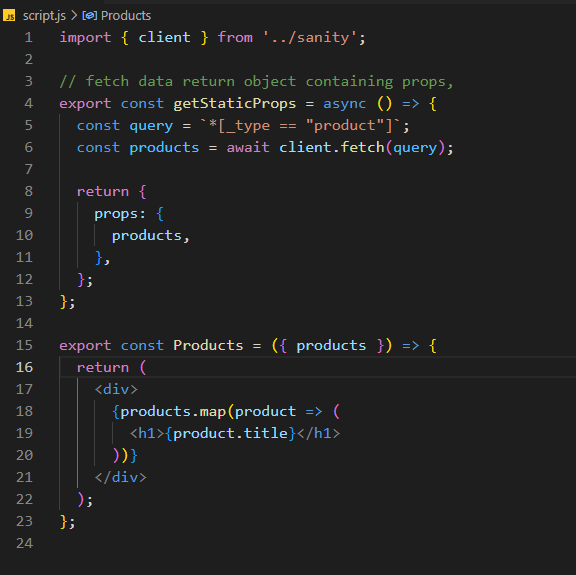 JS script.js > Products
1 import { client } from '../sanity';
2
3 // fetch data return object containing props,
4 export const getStaticProps = async () => {
5   const query = `*[_type == "product"]`;
6   const products = await client.fetch(query);
7
8   return {
9     props: {
10       products,
11     },
12   };
13 };
14
15 export const Products = ({ products }) => {
16   return (
17     <div>
18       {products.map(product => (
19         <h1>{product.title}</h1>
20       ))}
21     </div>
22   );
23 };
24